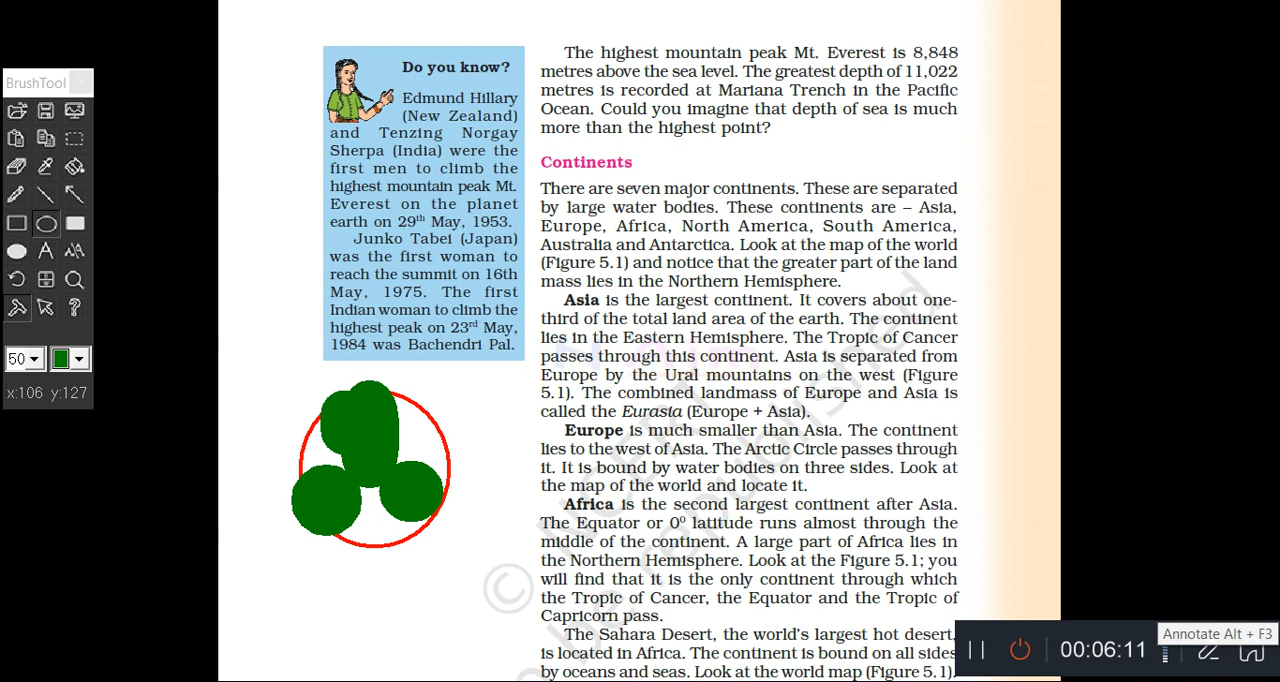 BrushTool
50
x:106 y:127
Do you know?
Edmund Hillary
(New Zealand)
and Tenzing Norgay
Sherpa (India) were the
first men to climb the
highest mountain peak Mt.
Everest on the planet
earth on 29th May, 1953.
Junko Tabei (Japan)
was the first woman to
reach the summit on 16th
May, 1975. The first
Indian woman to climb the
highest peak on 23rd May,
1984 was Bachendri Pal.
The highest mountain peak Mt. Everest is 8,848
metres above the sea level. The greatest depth of 11,022
metres is recorded at Mariana Trench in the Pacific
Ocean. Could you imagine that depth of sea is much
more than the highest point?
Continents
There are seven major continents. These are separated
by large water bodies. These continents are – Asia,
Europe, Africa, North America, South America,
Australia and Antarctica. Look at the map of the world
(Figure 5.1) and notice that the greater part of the land
mass lies in the Northern Hemisphere.
Asia is the largest continent. It covers about one-
third of the total land area of the earth. The continent
lies in the Eastern Hemisphere. The Tropic of Cancer
passes through this continent. Asia is separated from
Europe by the Ural mountains on the west (Figure
5.1). The combined landmass of Europe and Asia is
called the Eurasia (Europe + Asia).
Europe is much smaller than Asia. The continent
lies to the west of Asia. The Arctic Circle passes through
it. It is bound by water bodies on three sides. Look at
the map of the world and locate it.
Africa is the second largest continent after Asia.
The Equator or 0⁰ latitude runs almost through the
middle of the continent. A large part of Africa lies in
the Northern Hemisphere. Look at the Figure 5.1; you
will find that it is the only continent through which
the Tropic of Cancer, the Equator and the Tropic of
Capricorn pass.
The Sahara Desert, the world's largest hot desert,
is located in Africa. The continent is bound on all sides
by oceans and seas. Look at the world map (Figure 5.1).
© NCERT
be republished
00:06:11
Annotate Alt + F3